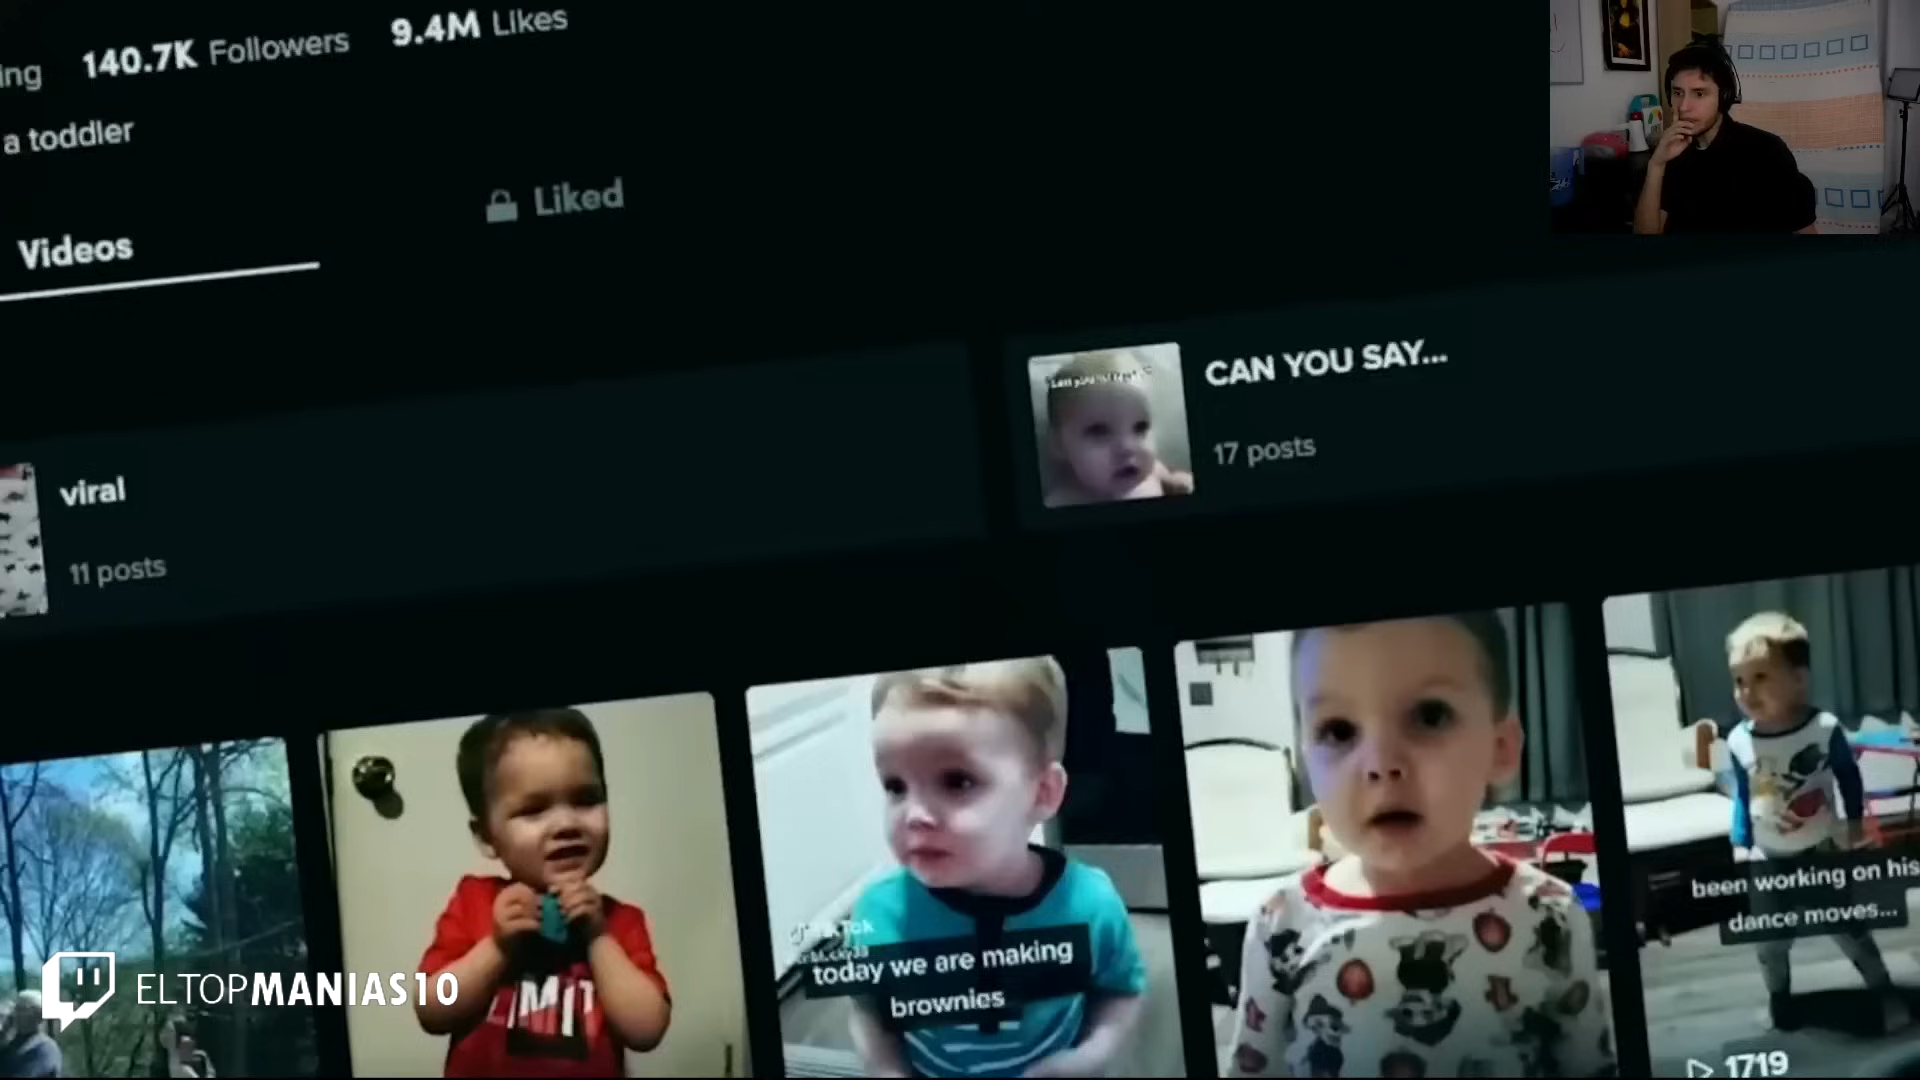 ing 140.7K Followers 9.4M Likes
a toddler
Videos
Liked
CAN YOU SAY...
17 posts
viral
11 posts
today we are making
brownies
been working on his
dance moves...
1719
ELTOPMANIAS10